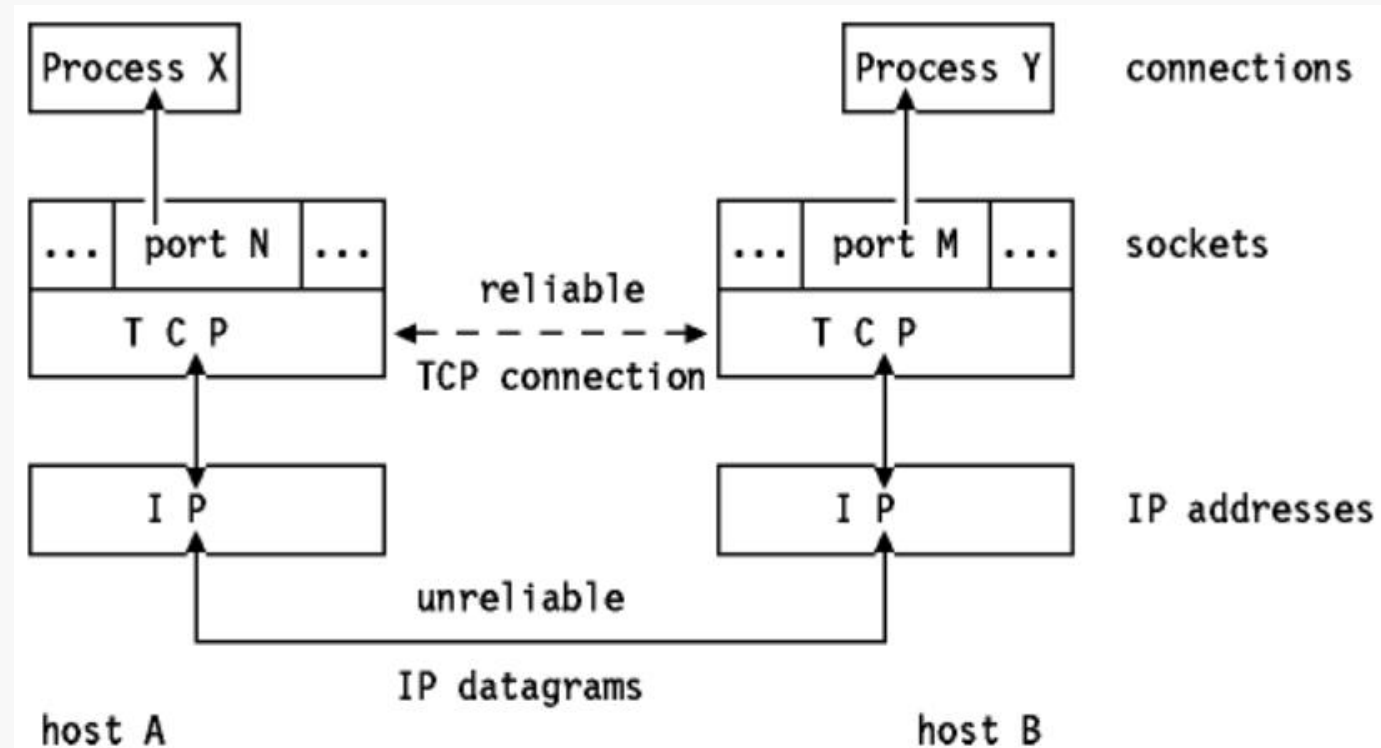 Process X Process Y connections
... port N ... ... port M ... sockets
reliable
T C P T C P
TCP connection
I P I P IP addresses
unreliable
IP datagrams
host A host B